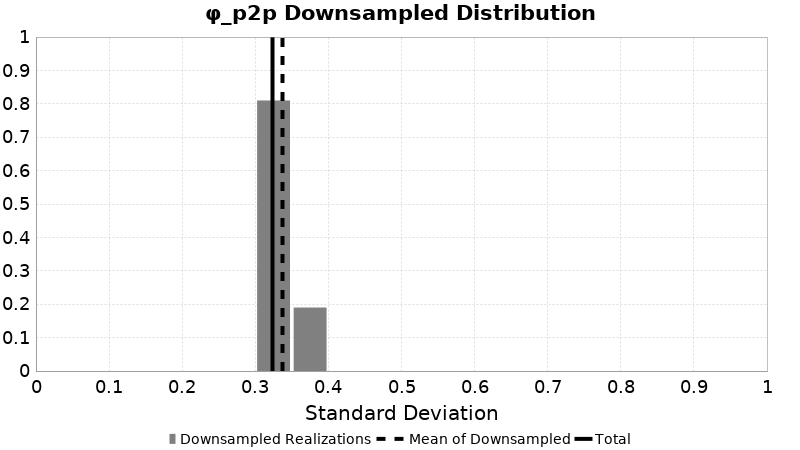 φ_p2p Downsampled Distribution
1
0.9
0.8
0.7
0.6
0.5
0.4
0.3
0.2
0.1
0
0 0.1 0.2 0.3 0.4 0.5 0.6 0.7 0.8 0.9 1
Standard Deviation
Downsampled Realizations Mean of Downsampled Total